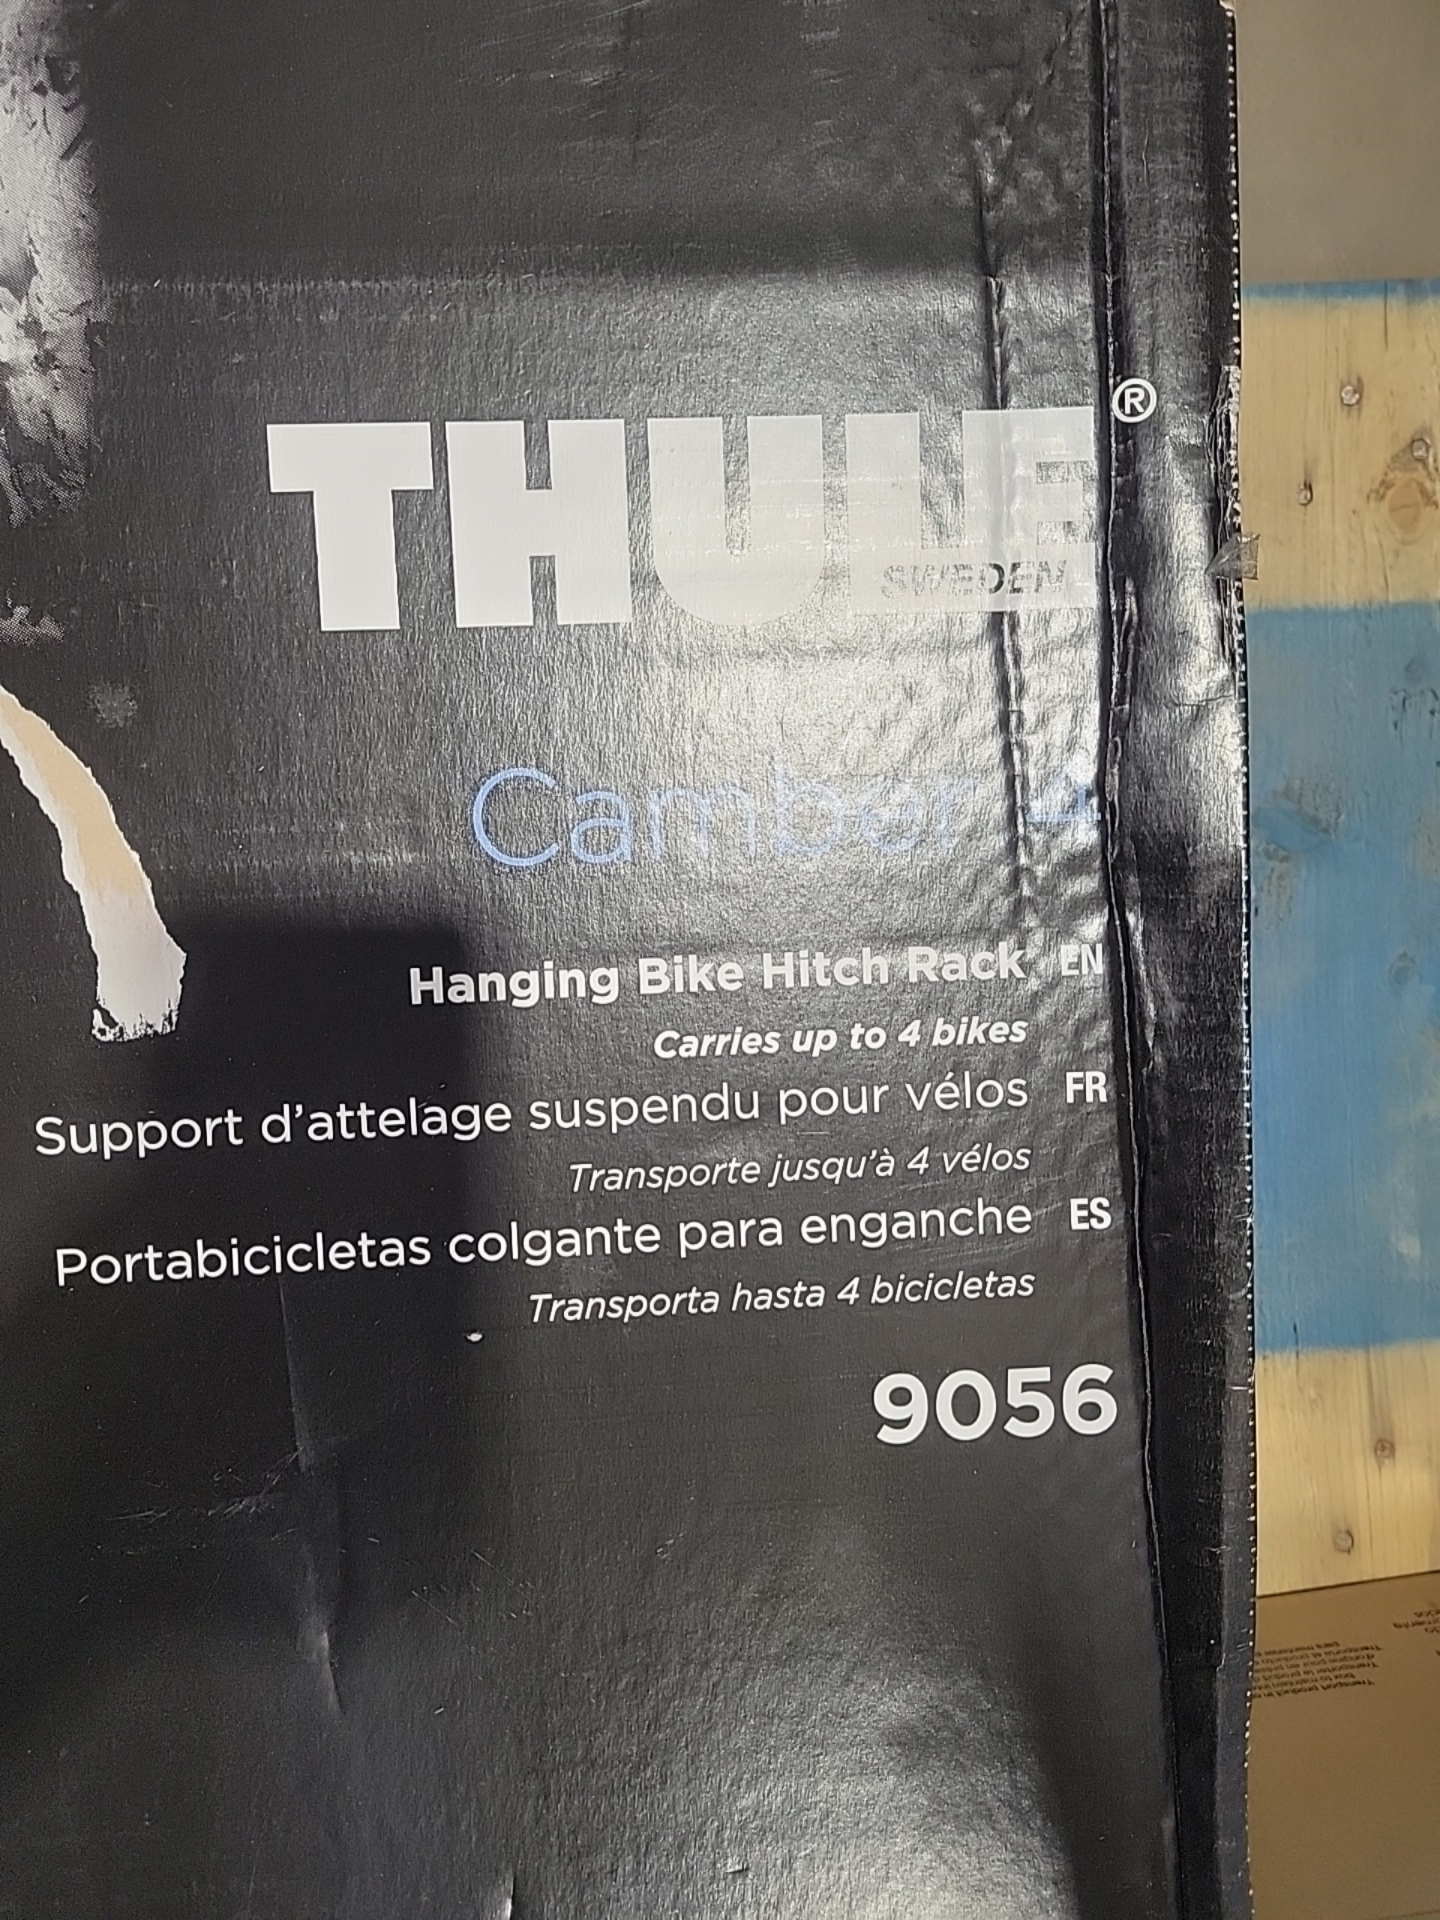 THULE®
SWEDEN
Camber 4
Hanging Bike Hitch Rack EN
Carries up to 4 bikes
Support d'attelage suspendu pour vélos FR
Transporte jusqu'à 4 vélos
Portabicicletas colgante para enganche ES
Transporta hasta 4 bicicletas
9056